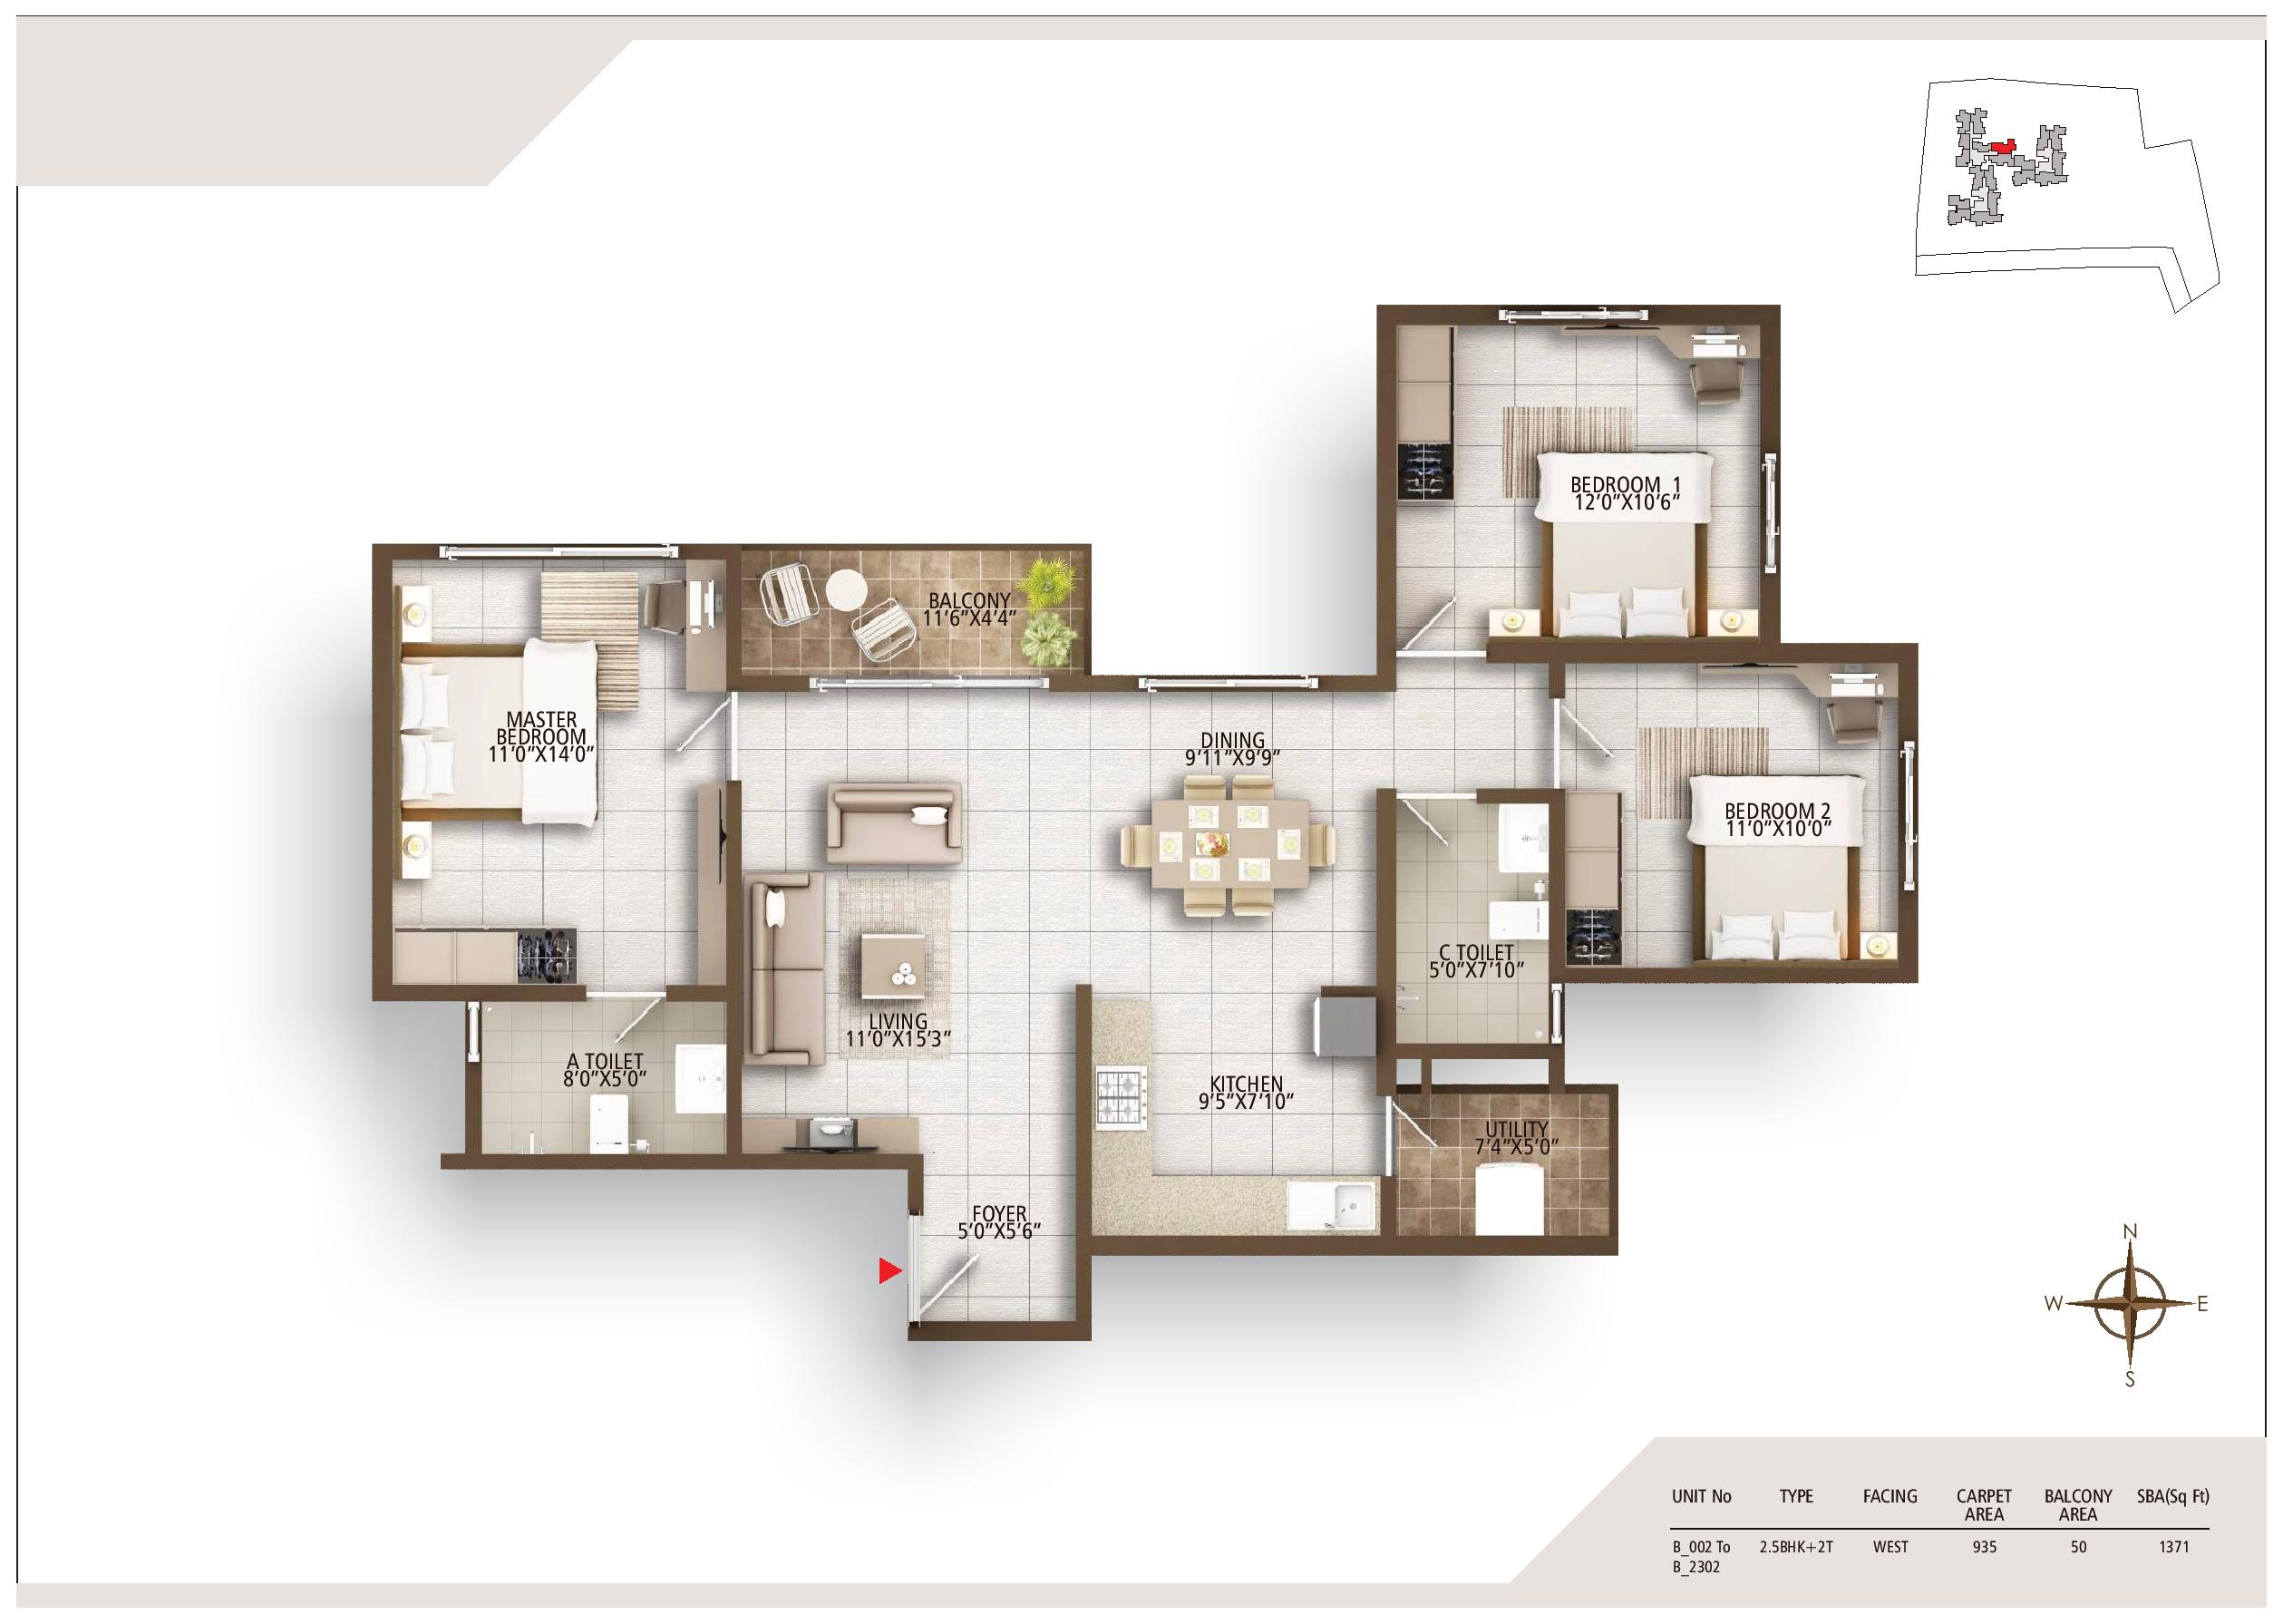 BEDROOM 1
12'0"X10'6"
BALCONY
11'6"X4'4"
MASTER
BEDROOM
11'0"X14'0"
DINING
9'11"X9'9"
BEDROOM 2
11'0"X10'0"
C TOILET
5'0"X7'10"
LIVING
11'0"X15'3"
A TOILET
8'0"X5'0"
KITCHEN
9'5"X7'10"
UTILITY
7'4"X5'0"
FOYER
5'0"X5'6"
N
W E
S
UNIT No TYPE FACING CARPET AREA BALCONY AREA SBA(Sq Ft)
B_002 To B_2302 2.5BHK+2T WEST 935 50 1371